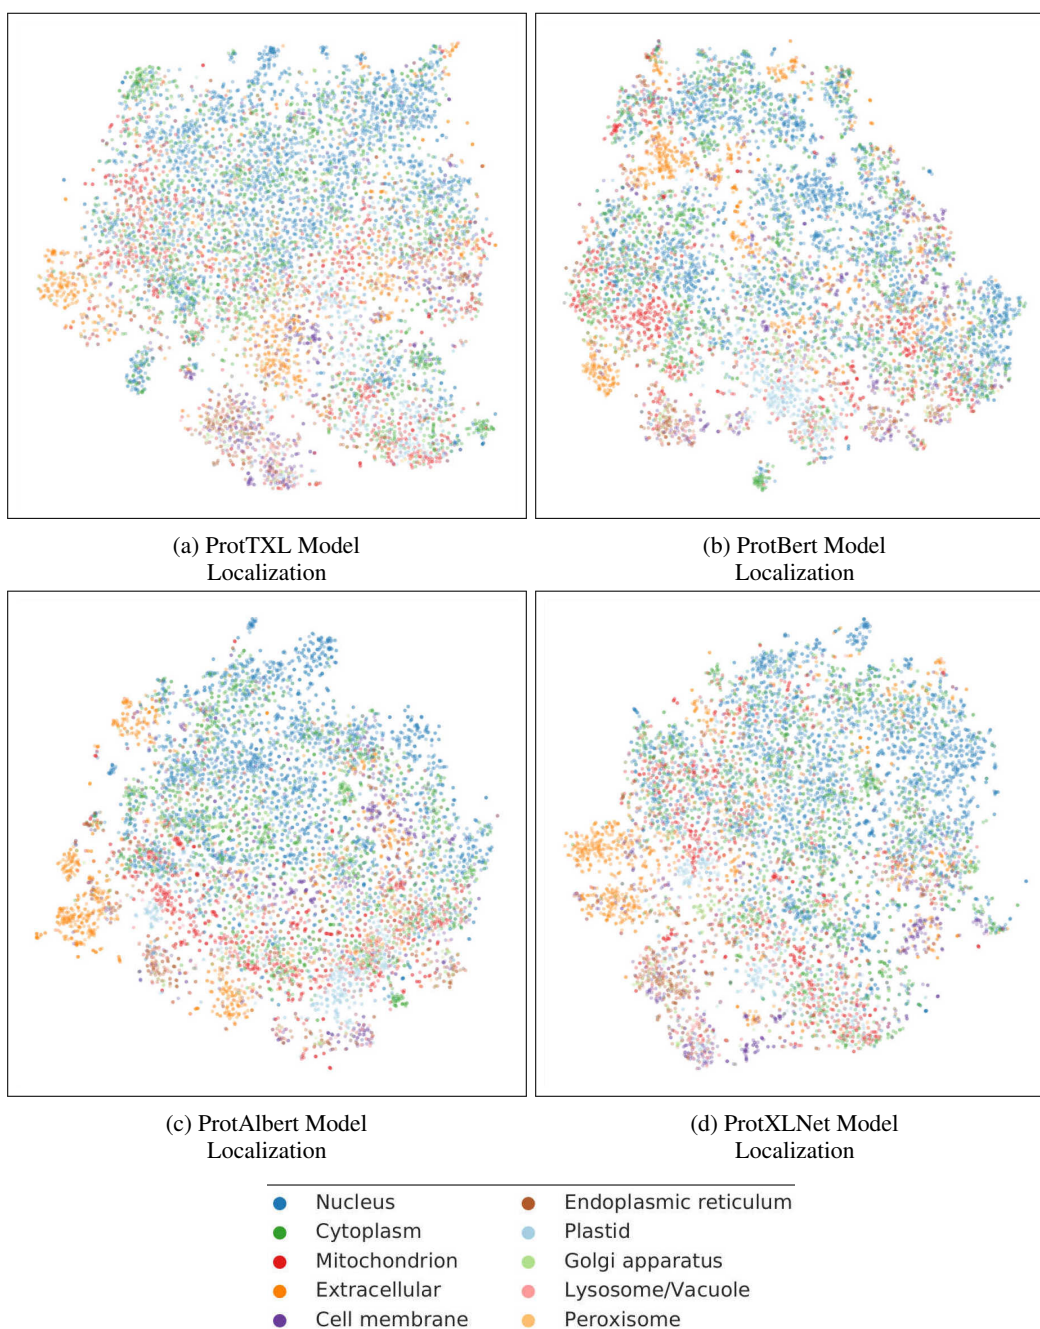 (a) ProtTXL Model
Localization
(b) ProtBert Model
Localization
(c) ProtAlbert Model
Localization
(d) ProtXLNet Model
Localization
Nucleus
Cytoplasm
Mitochondrion
Extracellular
Cell membrane
Endoplasmic reticulum
Plastid
Golgi apparatus
Lysosome/Vacuole
Peroxisome